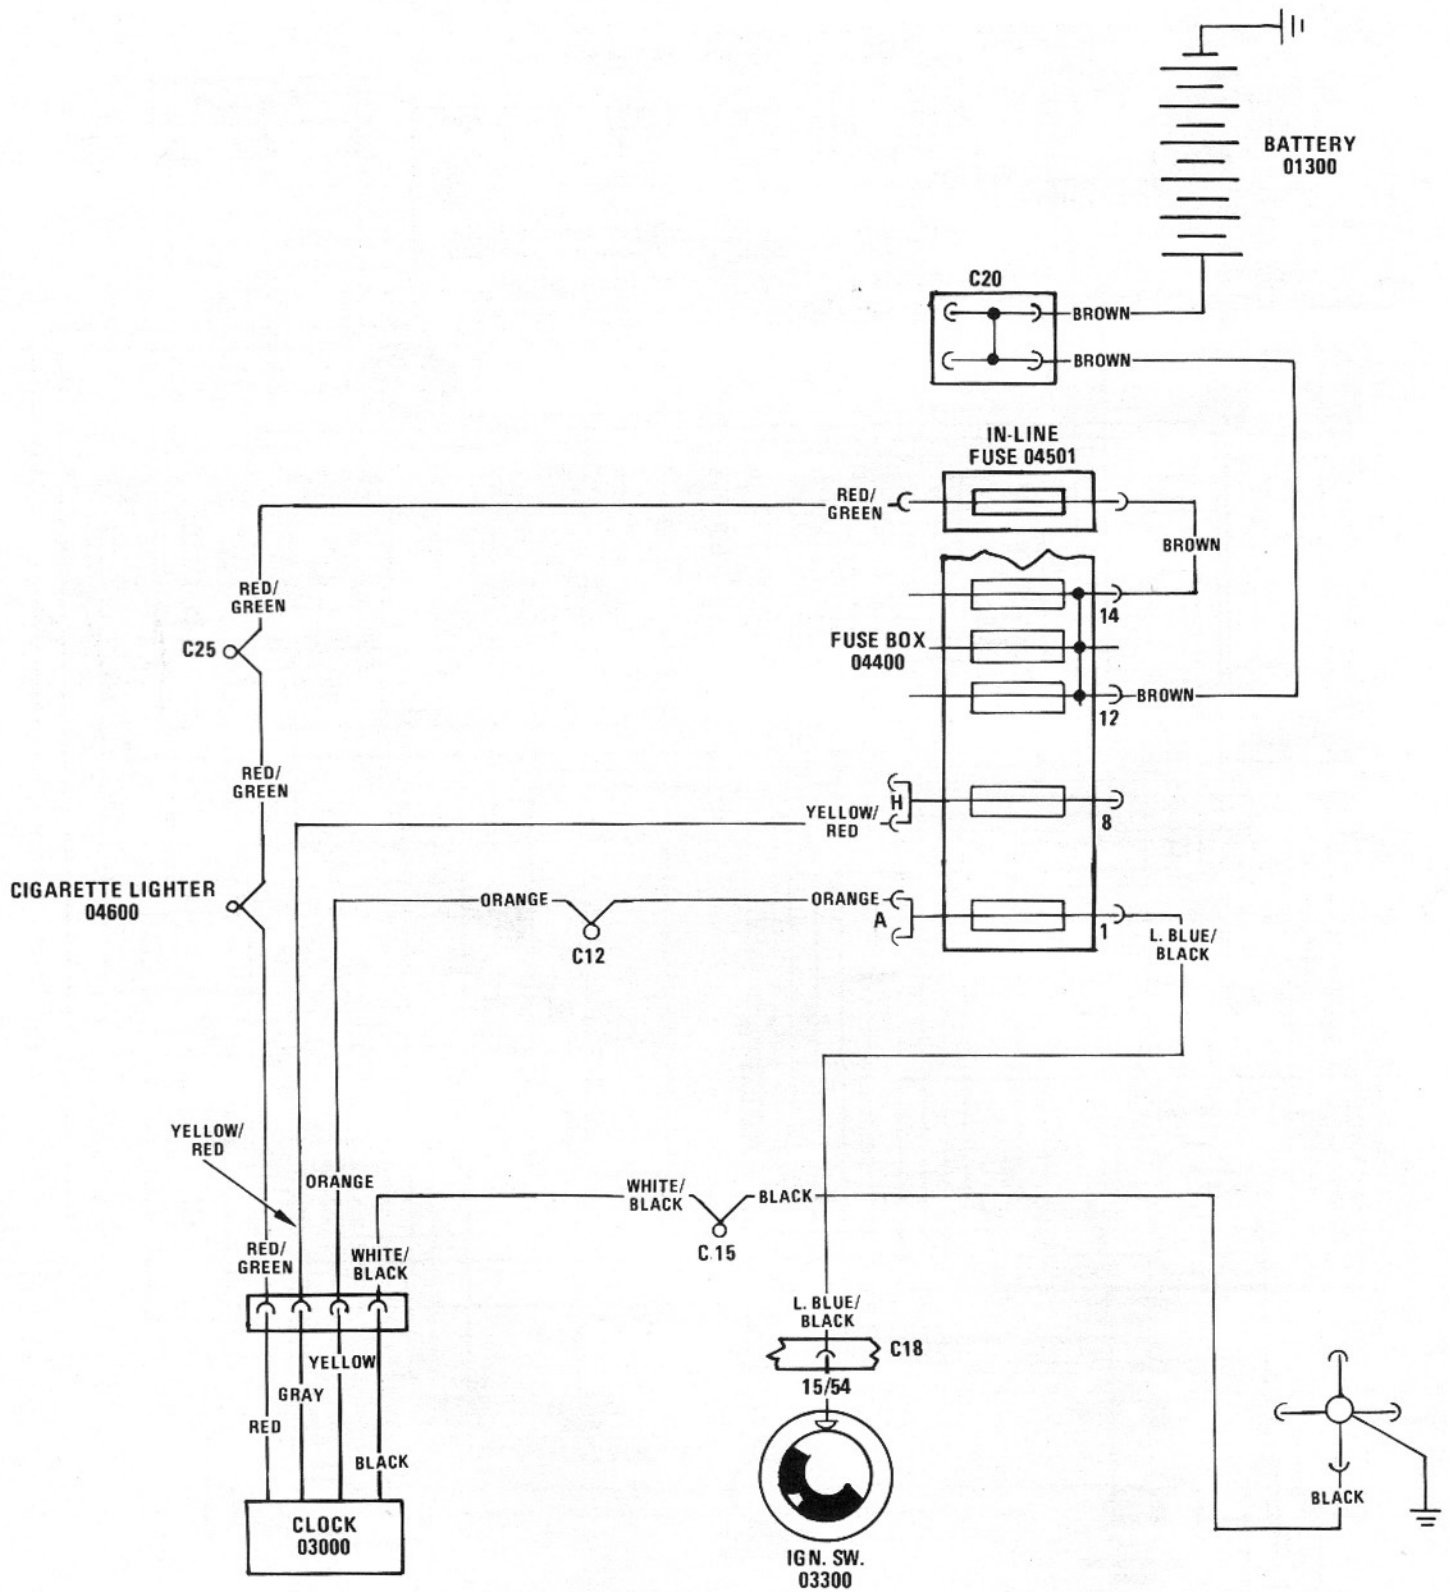 BATTERY
01300
C20
BROWN
BROWN
IN-LINE
FUSE 04501
RED/
GREEN
BROWN
RED/
GREEN
14
C25
FUSE BOX
04400
BROWN
12
RED/
GREEN
H
YELLOW/
RED
8
CIGARETTE LIGHTER
04600
ORANGE
ORANGE
A
1
C12
L. BLUE/
BLACK
YELLOW/
RED
ORANGE
WHITE/
BLACK
BLACK
C.15
RED/
GREEN
WHITE/
BLACK
L. BLUE/
BLACK
C18
YELLOW
15/54
GRAY
RED
BLACK
BLACK
CLOCK
03000
IGN. SW.
03300